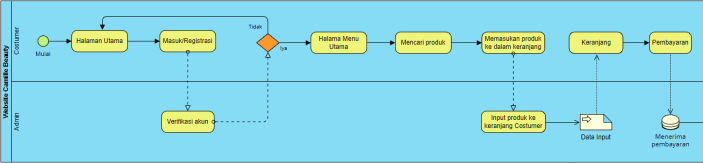 Website Camille Beauty
Costumer
Mulai
Halaman Utama
Masuk/Registrasi
Tidak
Iya
Halama Menu
Utama
Mencari produk
Memasukan produk
ke dalam keranjang
Keranjang
Pembayaran
Admin
Verifikasi akun
Input produk ke
keranjang Costumer
Data Input
Menerima
pembayaran